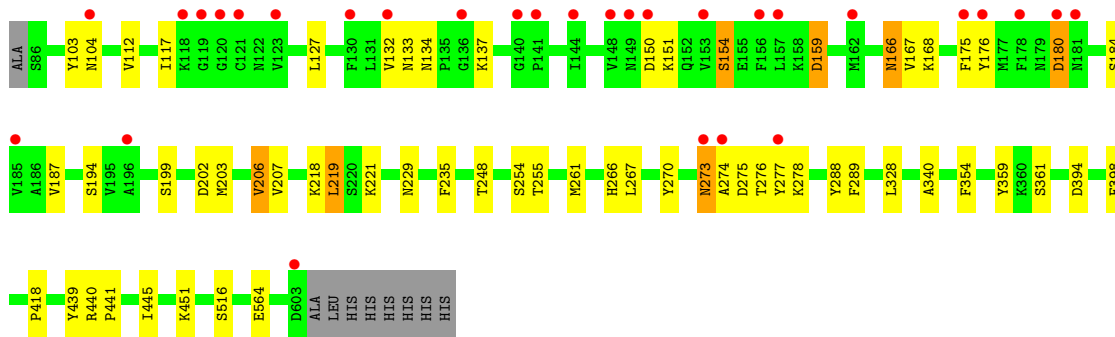 ALA S86 Y103 N104 V112 I117 K118 G119 G120 C121 N122 V123 L127 F130 L131 V132 N133 N134 P135 G136 K137 G140 P141 I144 V148 N149 D150 K151 Q152 V153 S154 E155 F156 L157 K158 D159 M162 N166 V167 K168 F175 Y176 M177 F178 N179 D180 N181
V185 A186 V187 S194 V195 A196 S199 D202 M203 V206 V207 K218 L219 S220 K221 N229 F235 T248 S254 T255 M261 H266 L267 Y270 N273 A274 D275 T276 Y277 K278 Y288 F289 L328 A340 F354 Y359 K360 S361 D394
P418 Y439 R440 P441 I445 K451 S516 E564 D603 ALA LEU HIS HIS HIS HIS HIS HIS